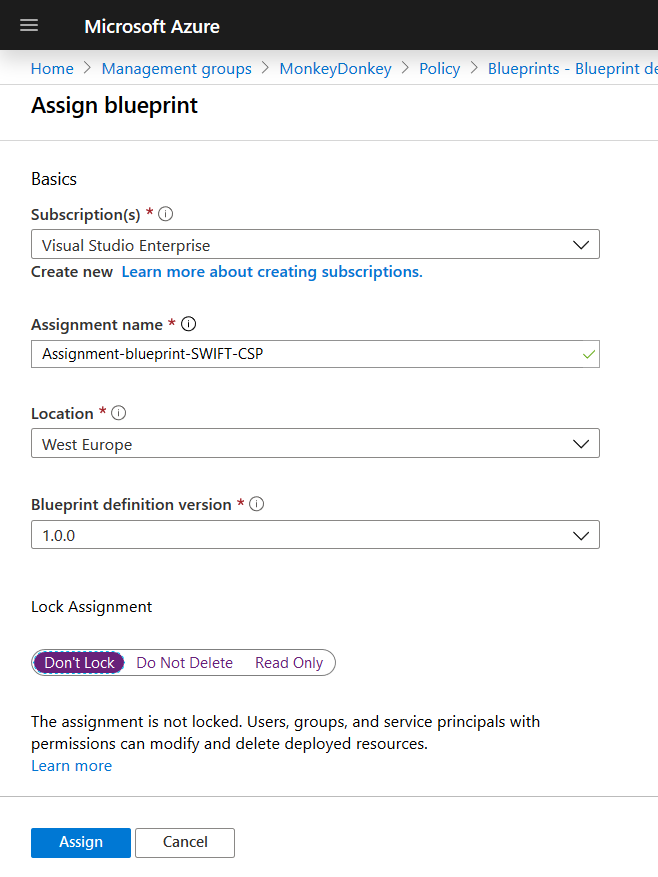 Microsoft Azure
Home > Management groups > MonkeyDonkey > Policy > Blueprints - Blueprint de
Assign blueprint
Basics
Subscription(s) *
Visual Studio Enterprise
Create new Learn more about creating subscriptions.
Assignment name *
Assignment-blueprint-SWIFT-CSP
Location *
West Europe
Blueprint definition version *
1.0.0
Lock Assignment
Don't Lock Do Not Delete Read Only
The assignment is not locked. Users, groups, and service principals with
permissions can modify and delete deployed resources.
Learn more
Assign Cancel